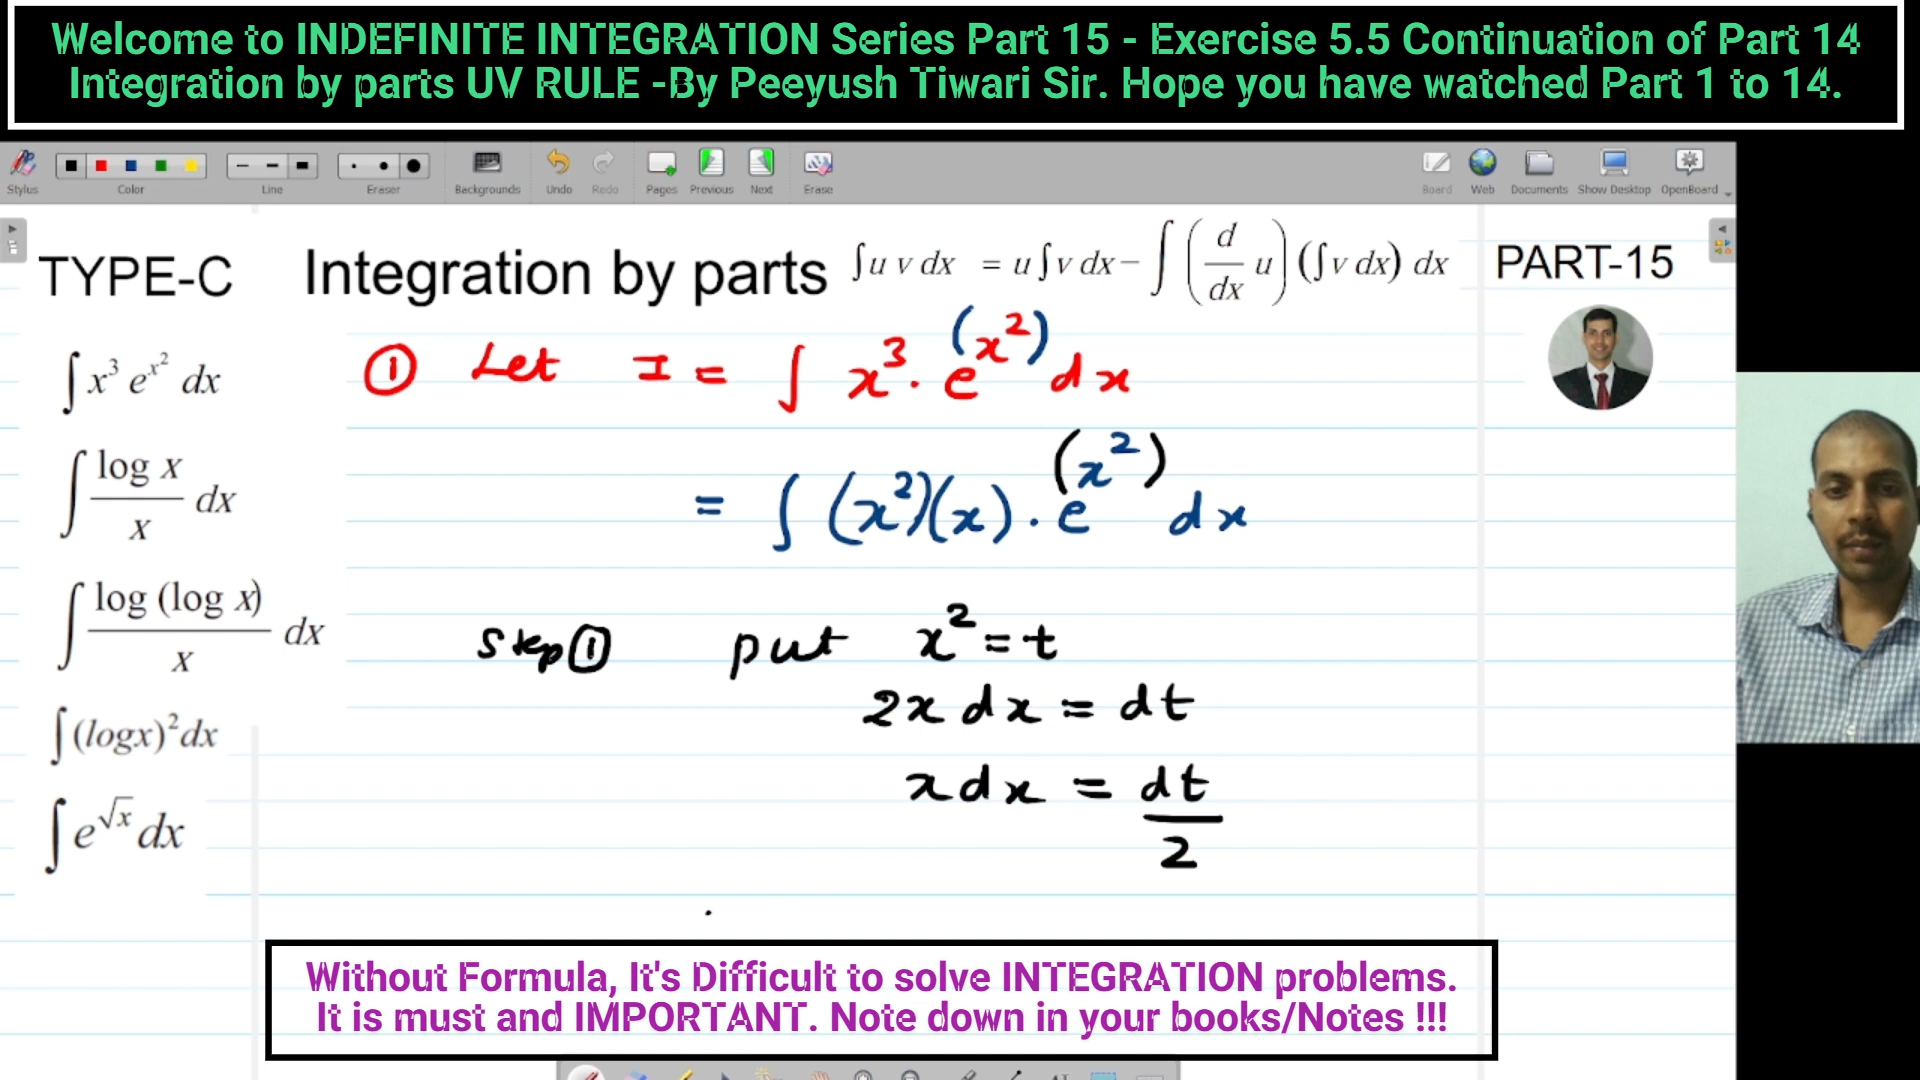 Welcome to INDEFINITE INTEGRATION Series Part 15 - Exercise 5.5 Continuation of Part 14
Integration by parts UV RULE -By Peeyush Tiwari Sir. Hope you have watched Part 1 to 14.
Stylus Color Line Eraser Backgrounds Undo Redo Pages Previous Next Erase Board Web Documents Show Desktop OpenBoard
TYPE-C Integration by parts ∫u v dx = u ∫v dx − ∫ (d/dx u) (∫v dx) dx PART-15
∫ x³ e^(x²) dx
∫ log x / x dx
∫ log (log x) / x dx
∫(logx)² dx
∫ e^√x dx
① Let I = ∫ x³ . e^(x²) dx
= ∫ (x²)(x) . e^(x²) dx
Step ① put x² = t
2x dx = dt
x dx = dt/2
Without Formula, It's Difficult to solve INTEGRATION problems.
It is must and IMPORTANT. Note down in your books/Notes !!!